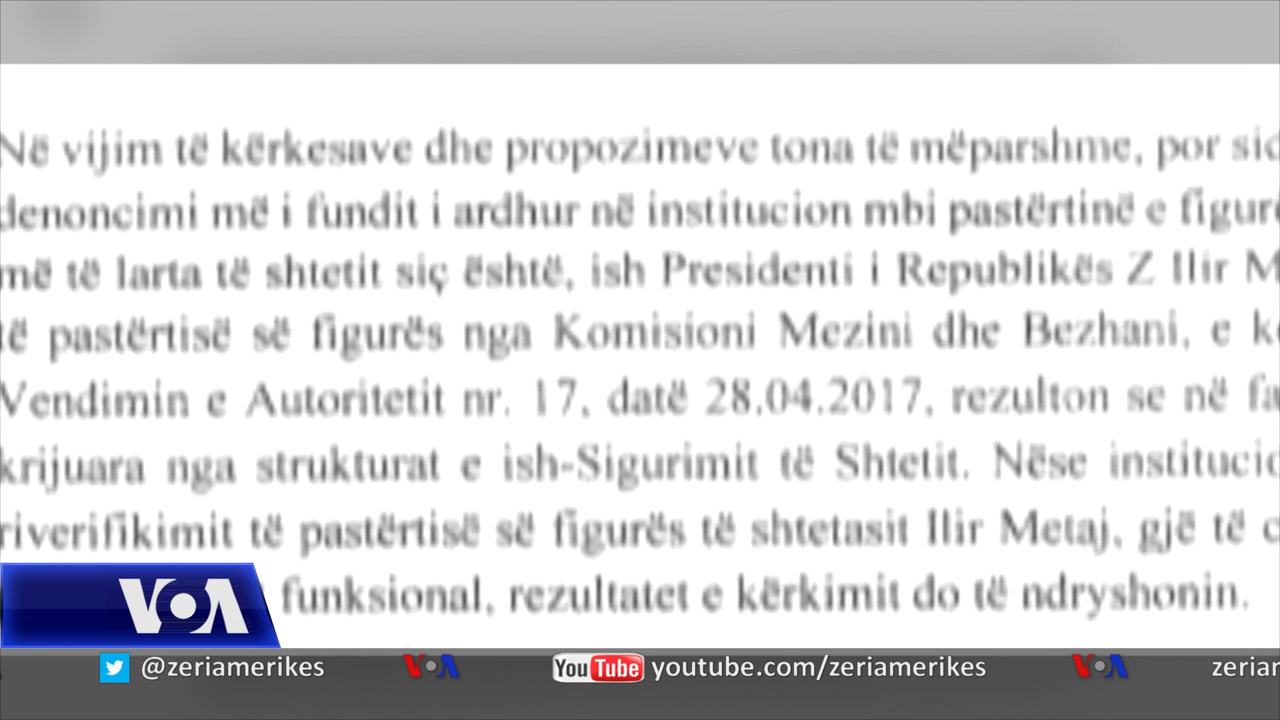 Në vijim të kërkesave dhe propozimeve tona të mëparshme, por
denoncimi më i fundit i ardhur në institucion mbi pastërtinë e
më të larta të shtetit siç është, ish Presidenti i Republikës Z Ilir M
të pastërtisë së figurës nga Komisioni Mezini dhe Bezhani, e
Vendimin e Autoritetit nr. 17, datë 28.04.2017, rezulton se në
krijuara nga strukturat e ish-Sigurimit të Shtetit. Nëse
riverifikimit të pastërtisë së figurës të shtetasit Ilir Metaj, gjë të
funksional, rezultatet e kërkimit do të ndryshonin.
VOA
@zeriamerikes VOA YouTube youtube.com/zeriamerikes VOA zeriam